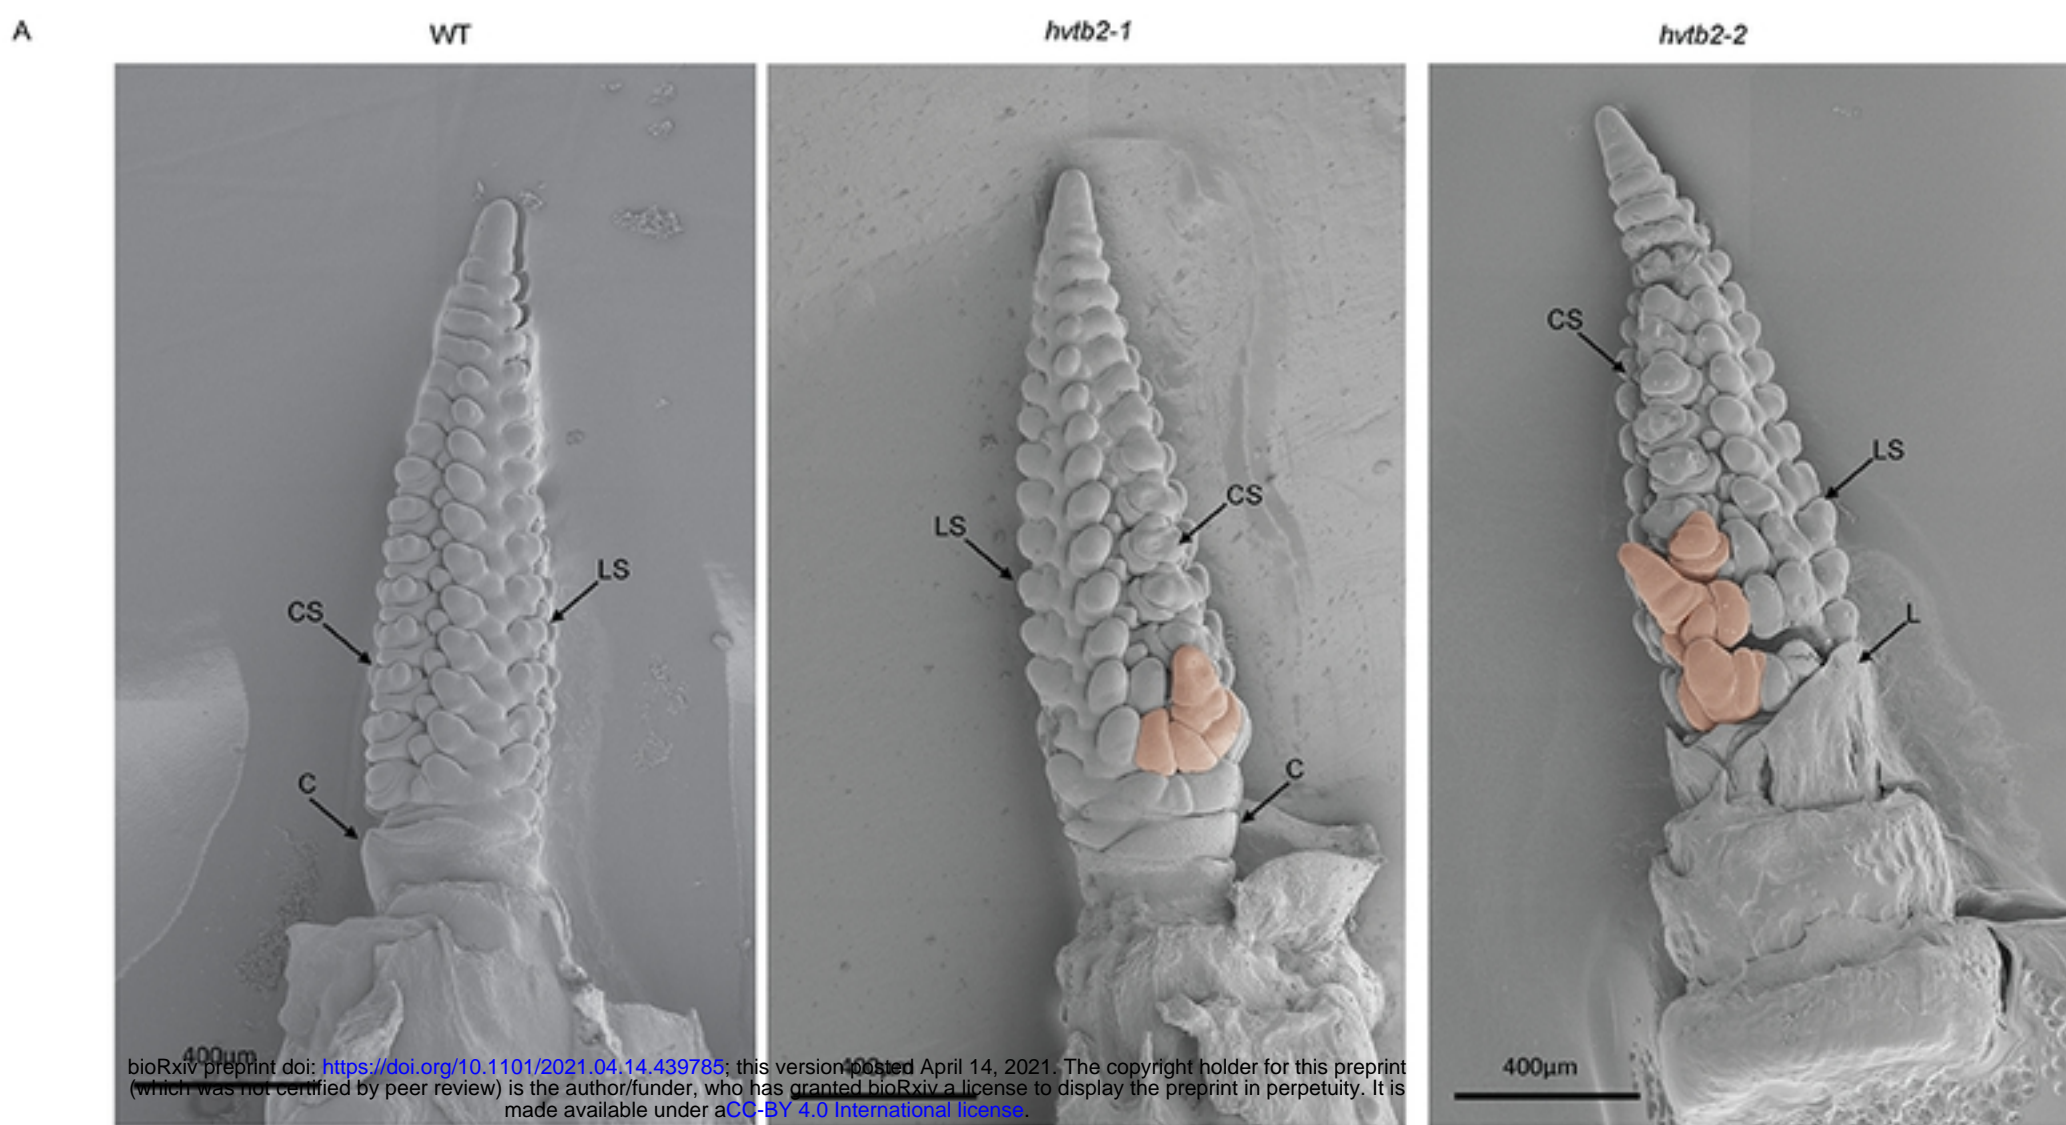 A
WT
hvtb2-1
hvtb2-2
CS
LS
C
400µm
LS
CS
C
400µm
CS
LS
L
400µm
bioRxiv preprint doi: https://doi.org/10.1101/2021.04.14.439785; this version posted April 14, 2021. The copyright holder for this preprint
(which was not certified by peer review) is the author/funder, who has granted bioRxiv a license to display the preprint in perpetuity. It is
made available under aCC-BY 4.0 International license.